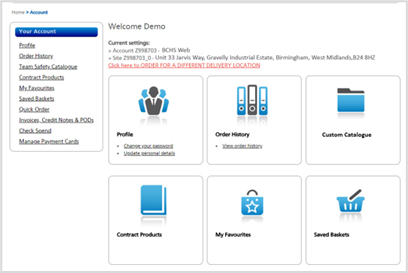 Home > Account
Your Account
Profile
Order History
Team Safety Catalogue
Contract Products
My Favourites
Saved Baskets
Quick Order
Invoices, Credit Notes & PODs
Check Spend
Manage Payment Cards
Welcome Demo
Current settings:
» Account Z998703 - BCHS Web
» Site Z998703_0 - Unit 33 Jarvis Way, Gravelly Industrial Estate, Birmingham, West Midlands,B24 8HZ
Click here to ORDER FOR A DIFFERENT DELIVERY LOCATION
Profile
Change your password
Update personal details
Order History
View order history
Custom Catalogue
Contract Products
My Favourites
Saved Baskets